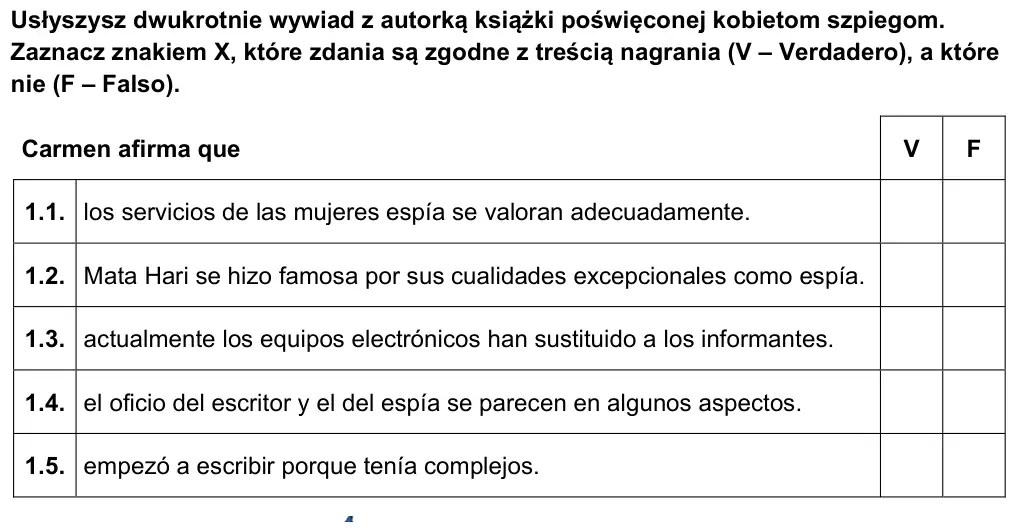 Usłyszysz dwukrotnie wywiad z autorką książki poświęconej kobietom szpiegom.
Zaznacz znakiem X, które zdania są zgodne z treścią nagrania (V – Verdadero), a które
nie (F – Falso).
Carmen afirma que V F
1.1. los servicios de las mujeres espía se valoran adecuadamente.
1.2. Mata Hari se hizo famosa por sus cualidades excepcionales como espía.
1.3. actualmente los equipos electrónicos han sustituido a los informantes.
1.4. el oficio del escritor y el del espía se parecen en algunos aspectos.
1.5. empezó a escribir porque tenía complejos.